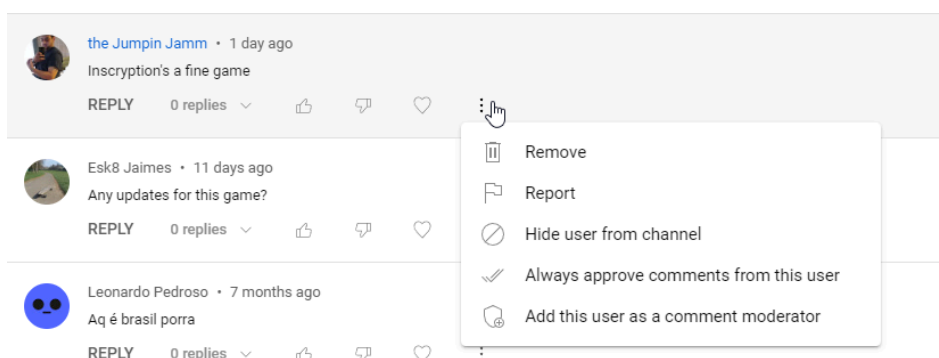 the Jumpin Jamm • 1 day ago
Inscryption's a fine game
REPLY 0 replies
Remove
Report
Hide user from channel
Always approve comments from this user
Add this user as a comment moderator
Esk8 Jaimes • 11 days ago
Any updates for this game?
REPLY 0 replies
Leonardo Pedroso • 7 months ago
Aq é brasil porra
REPLY 0 replies